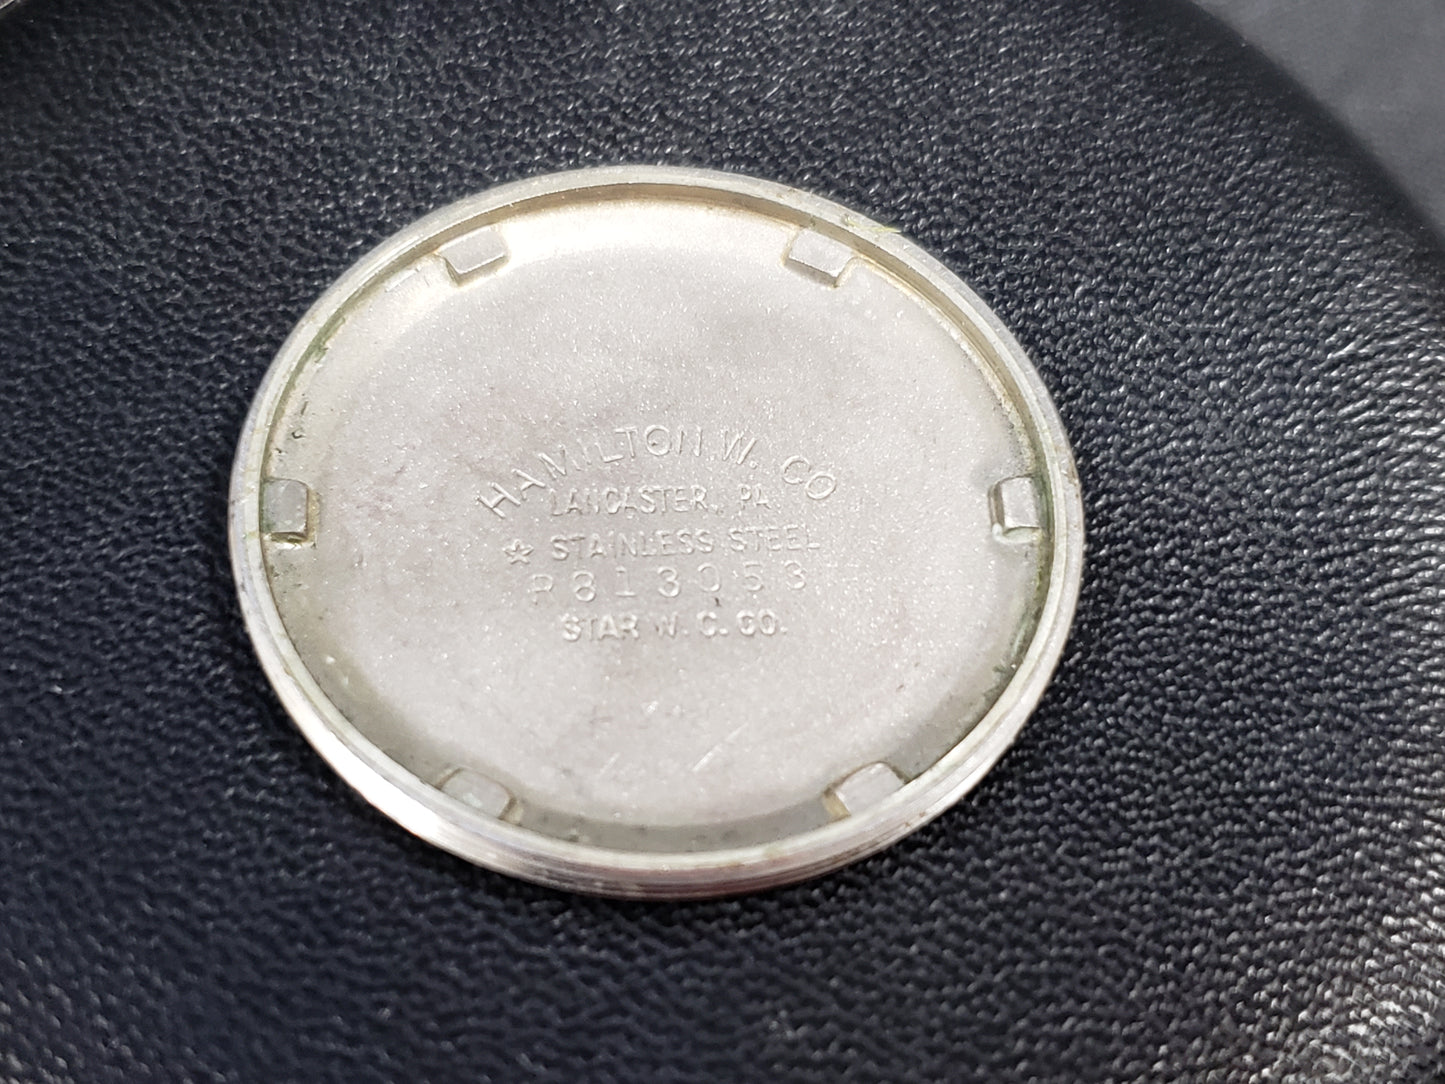 HAMILTON W. CO
LANCASTER, PA
* STAINLESS STEEL
R813053
STAR W. C. CO.